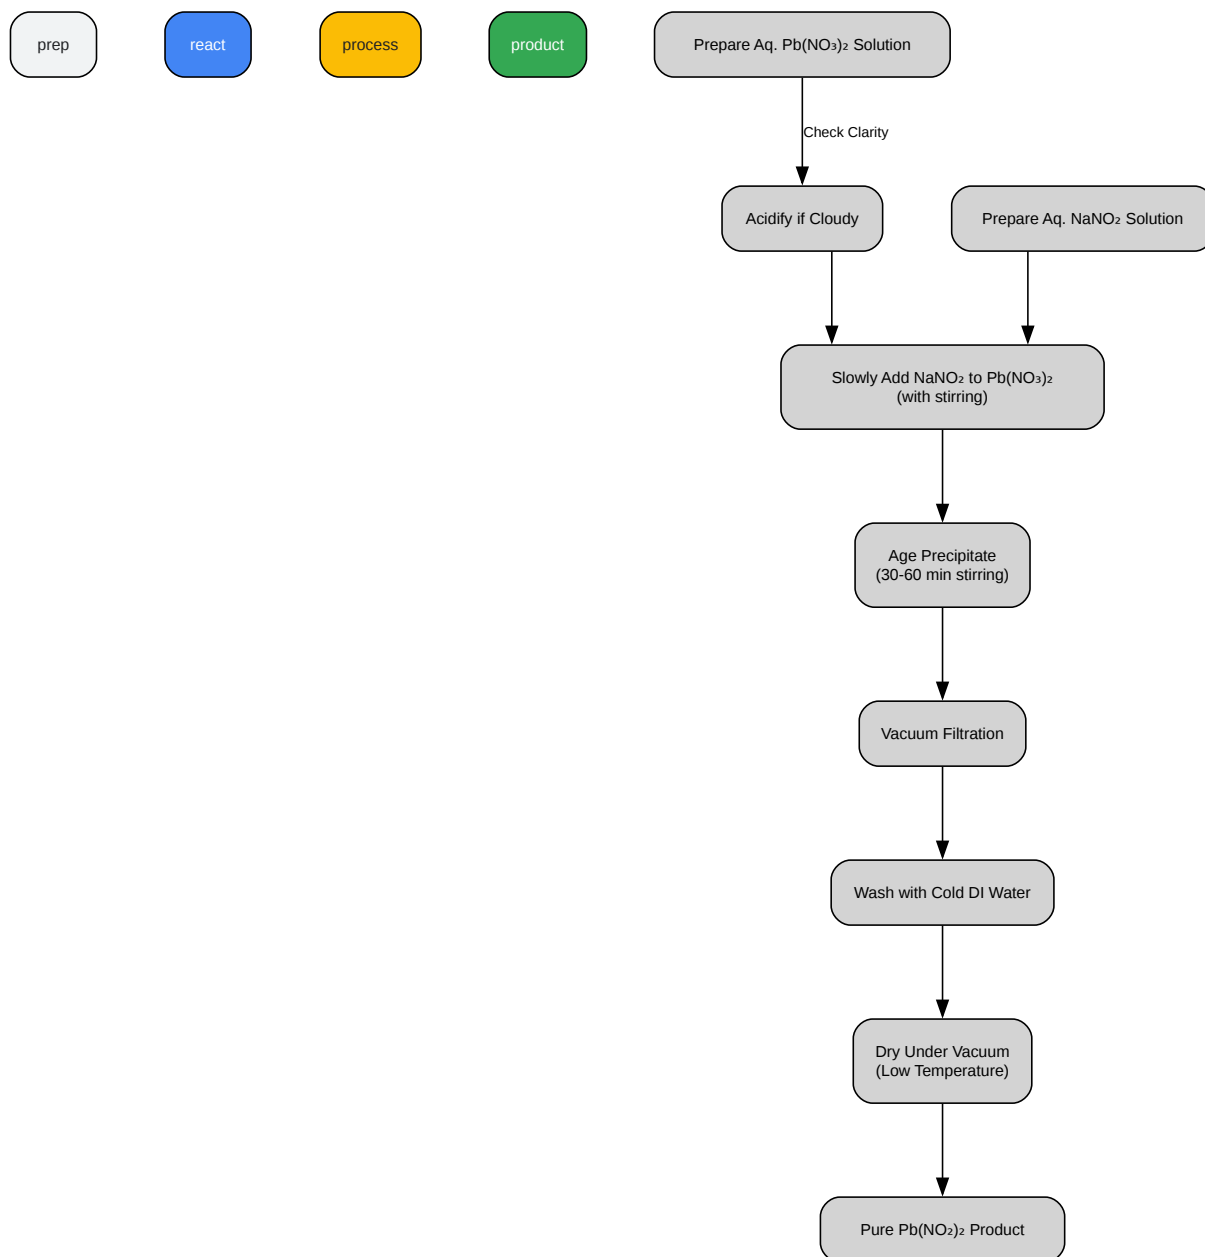 prep
react
process
product
Prepare Aq. Pb(NO₃)₂ Solution
Check Clarity
Acidify if Cloudy
Prepare Aq. NaNO₂ Solution
Slowly Add NaNO₂ to Pb(NO₃)₂
(with stirring)
Age Precipitate
(30-60 min stirring)
Vacuum Filtration
Wash with Cold DI Water
Dry Under Vacuum
(Low Temperature)
Pure Pb(NO₂)₂ Product